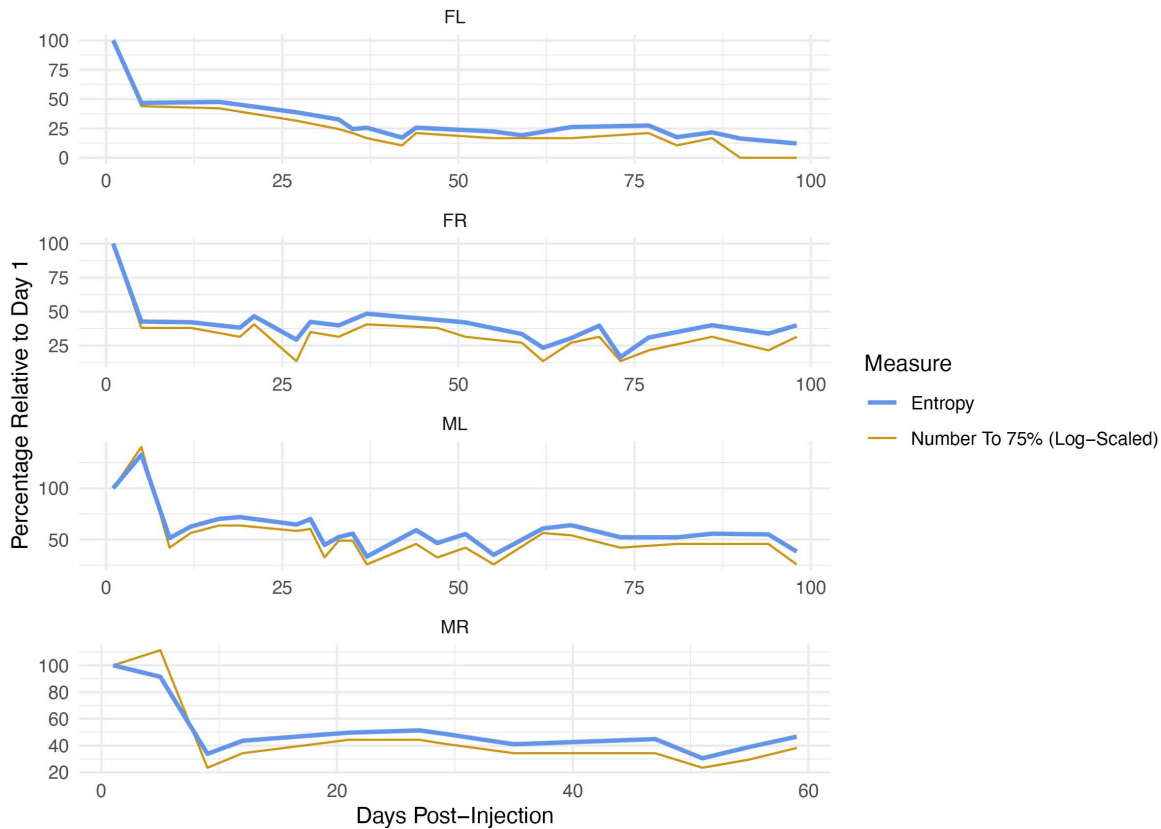 FL
100
75
50
25
0
0 25 50 75 100
FR
100
75
50
25
0 25 50 75 100
ML
100
50
0 25 50 75 100
MR
100
80
60
40
20
0 20 40 60
Days Post−Injection
Percentage Relative to Day 1
Measure
Entropy
Number To 75% (Log−Scaled)